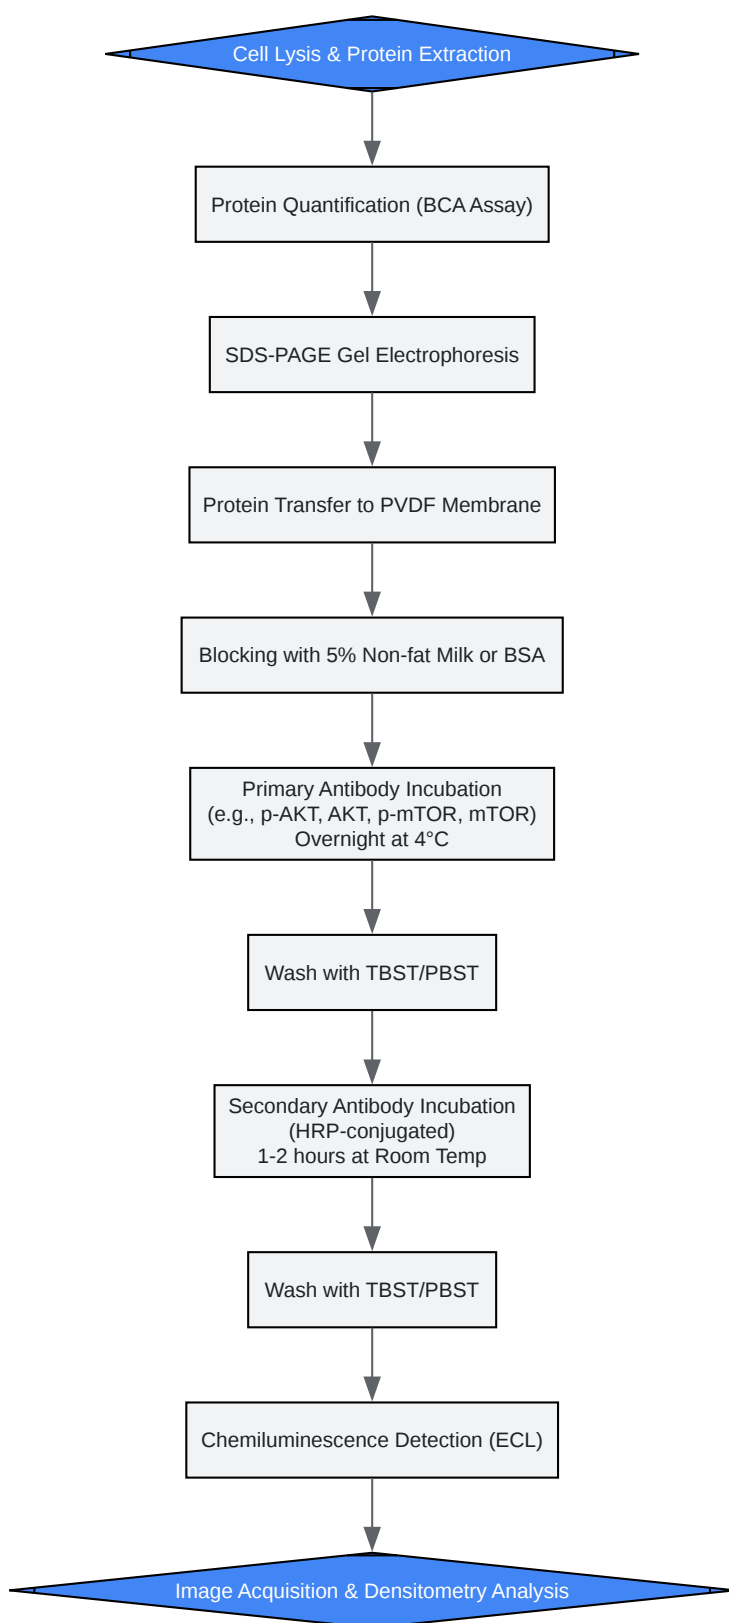 Cell Lysis & Protein Extraction
Protein Quantification (BCA Assay)
SDS-PAGE Gel Electrophoresis
Protein Transfer to PVDF Membrane
Blocking with 5% Non-fat Milk or BSA
Primary Antibody Incubation
(e.g., p-AKT, AKT, p-mTOR, mTOR)
Overnight at 4°C
Wash with TBST/PBST
Secondary Antibody Incubation
(HRP-conjugated)
1-2 hours at Room Temp
Wash with TBST/PBST
Chemiluminescence Detection (ECL)
Image Acquisition & Densitometry Analysis